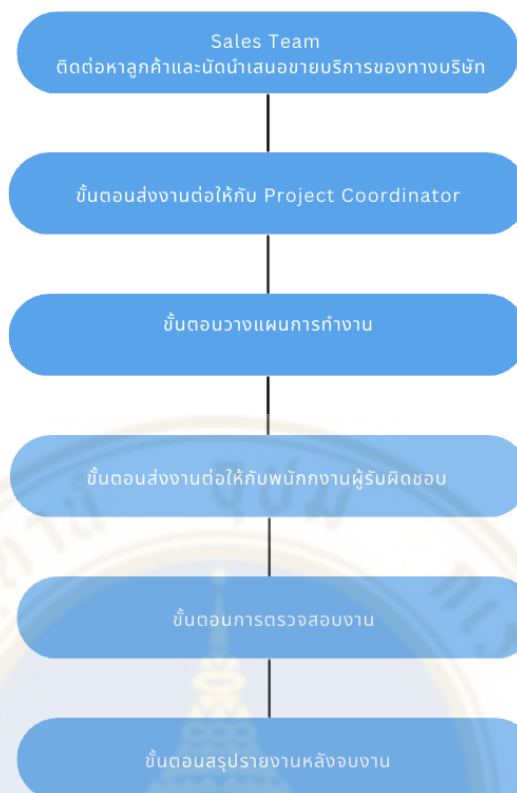 Sales Team
ติดต่อหาลูกค้าและนัดนำเสนอขายบริการของทางบริษัท
ขั้นตอนส่งงานต่อให้กับ Project Coordinator
ขั้นตอนวางแผนการทำงาน
ขั้นตอนส่งงานต่อให้กับพนักกงานผู้รับผิดชอบ
ขั้นตอนการตรวจสอบงาน
ขั้นตอนสรุปรายงานหลังจบงาน